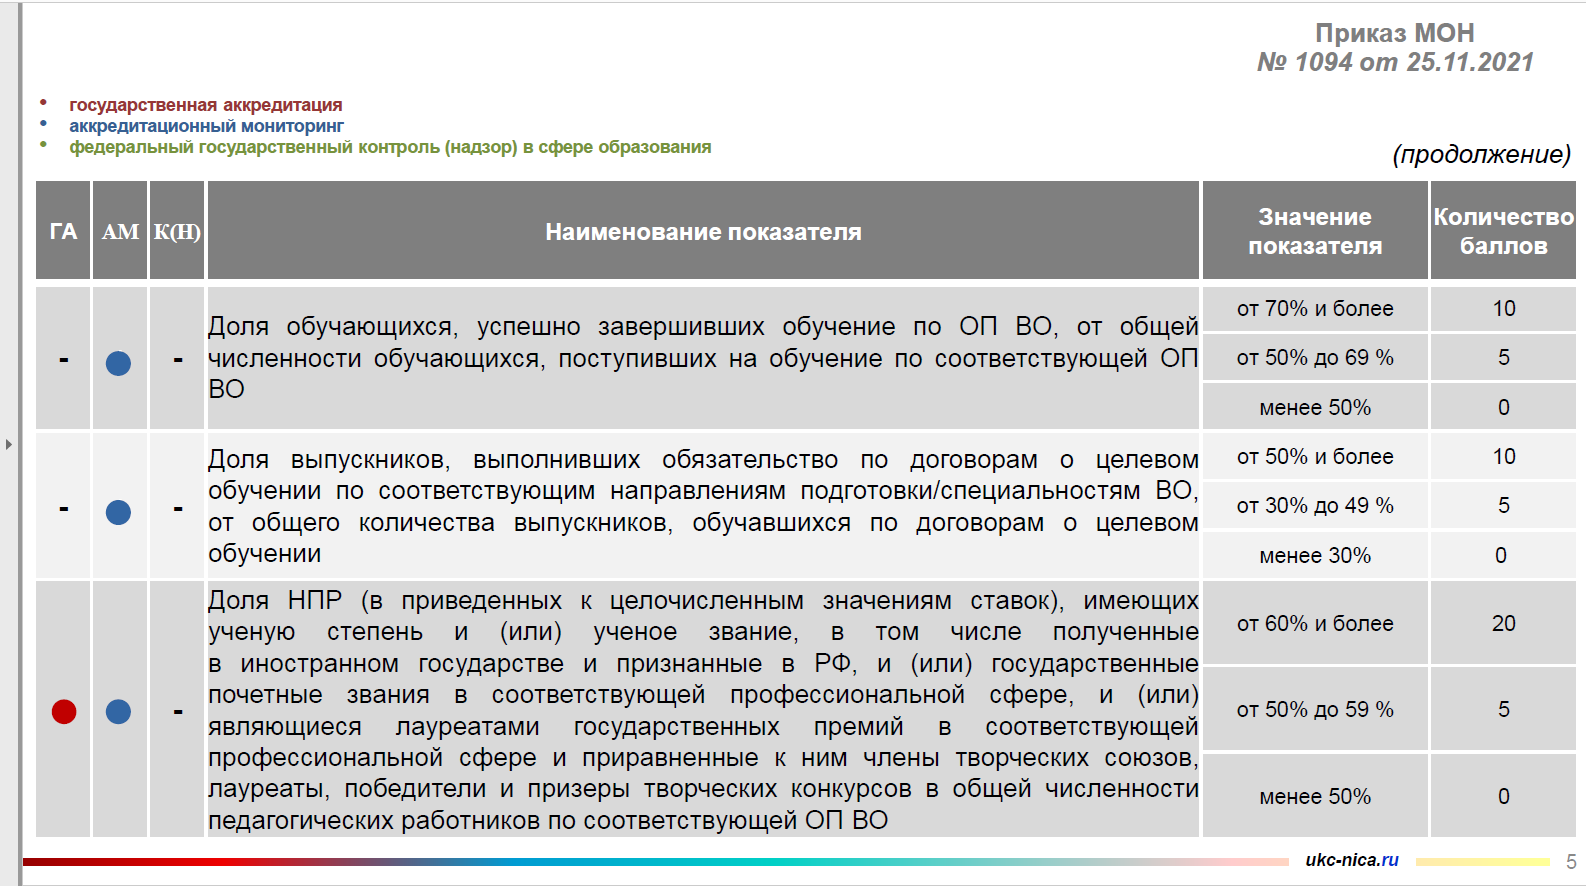 Приказ МОН
№ 1094 от 25.11.2021
• государственная аккредитация
• аккредитационный мониторинг
• федеральный государственный контроль (надзор) в сфере образования
(продолжение)
ГА АМ К(Н) Наименование показателя Значение показателя Количество баллов
- -
Доля обучающихся, успешно завершивших обучение по ОП ВО, от общей
численности обучающихся, поступивших на обучение по соответствующей ОП
ВО
от 70% и более 10
от 50% до 69 % 5
менее 50% 0
- -
Доля выпускников, выполнивших обязательство по договорам о целевом
обучении по соответствующим направлениям подготовки/специальностям ВО,
от общего количества выпускников, обучавшихся по договорам о целевом
обучении
от 50% и более 10
от 30% до 49 % 5
менее 30% 0
-
Доля НПР (в приведенных к целочисленным значениям ставок), имеющих
ученую степень и (или) ученое звание, в том числе полученные
в иностранном государстве и признанные в РФ, и (или) государственные
почетные звания в соответствующей профессиональной сфере, и (или)
являющиеся лауреатами государственных премий в соответствующей
профессиональной сфере и приравненные к ним члены творческих союзов,
лауреаты, победители и призеры творческих конкурсов в общей численности
педагогических работников по соответствующей ОП ВО
от 60% и более 20
от 50% до 59 % 5
менее 50% 0
ukc-nica.ru
5